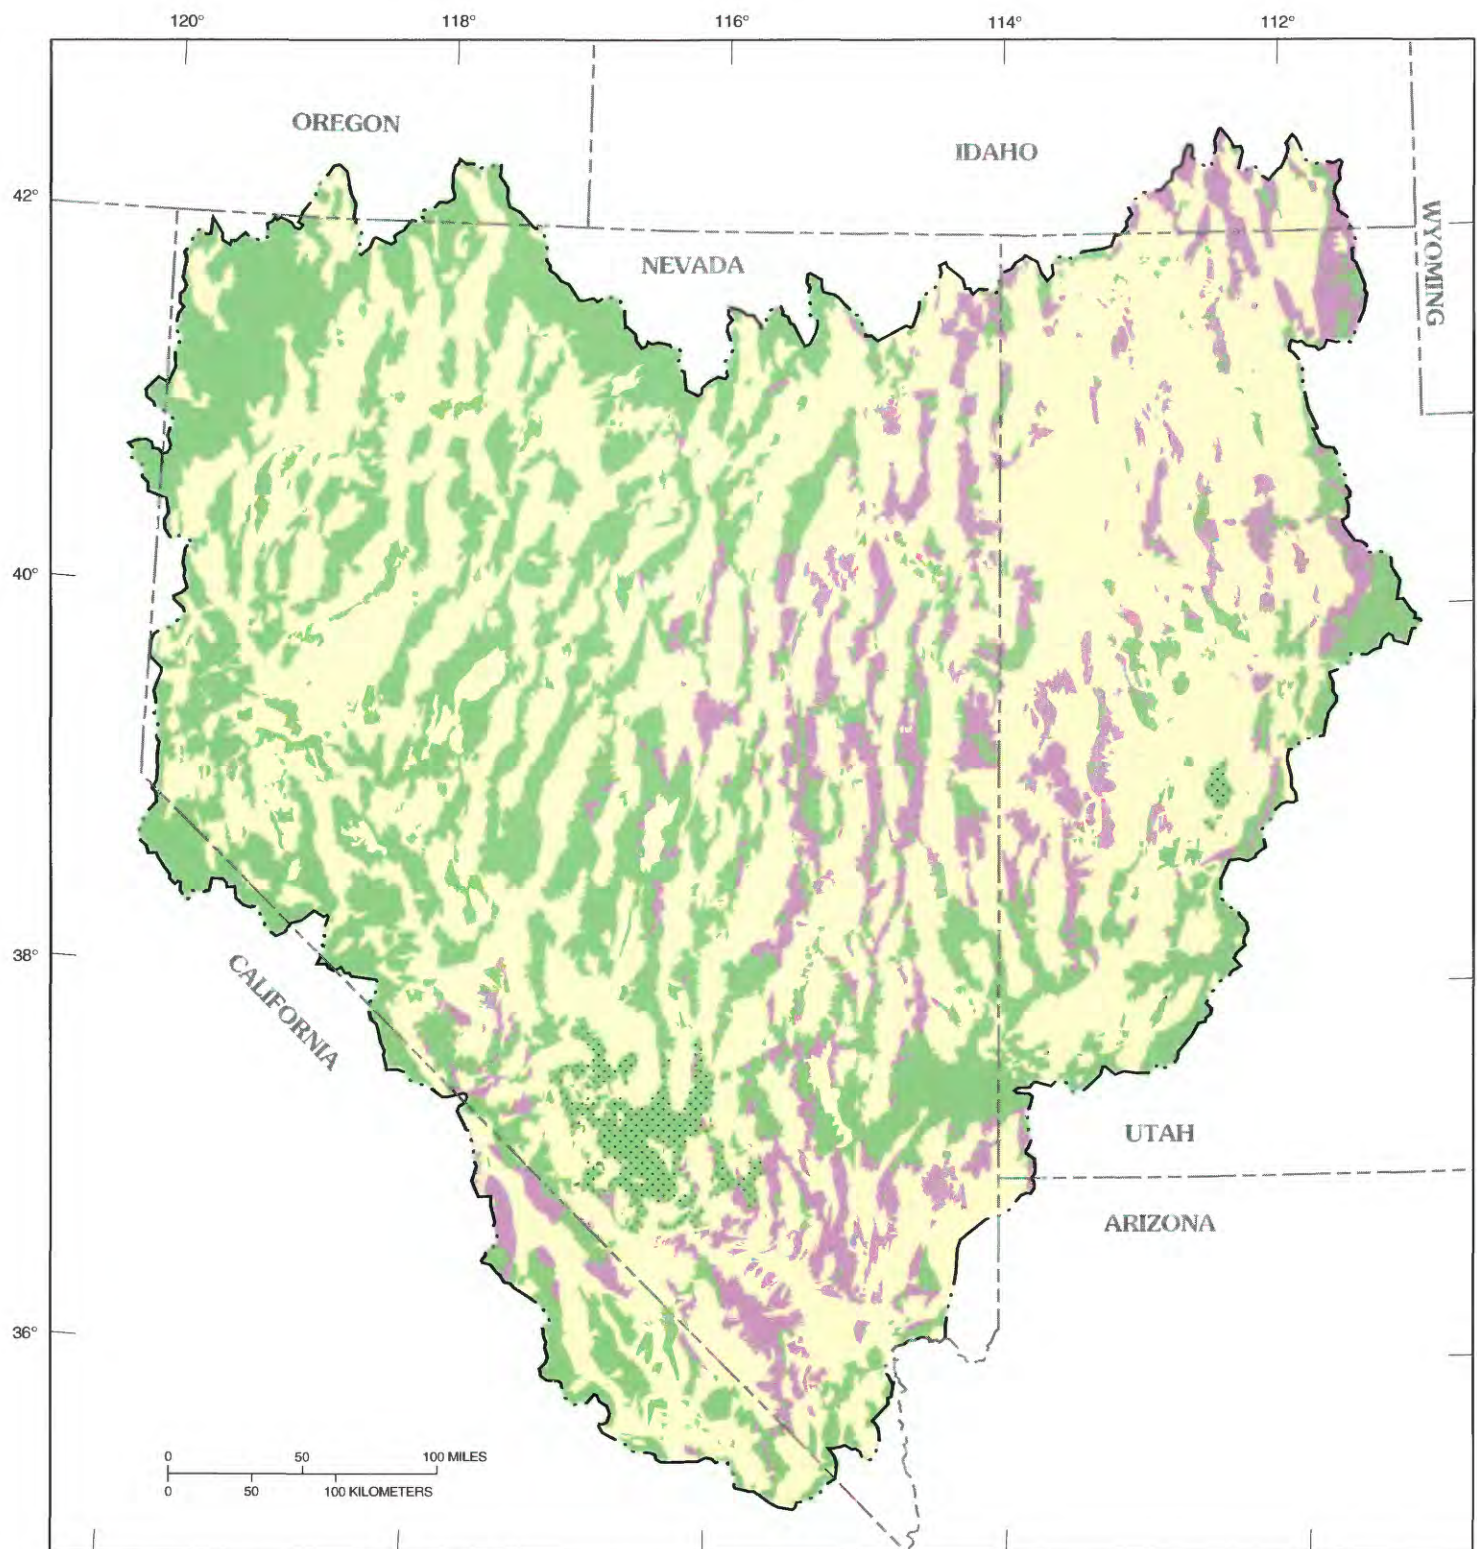 120° 118° 116° 114° 112°
OREGON
IDAHO
42°
WYOMING
NEVADA
40°
38°
CALIFORNIA
UTAH
ARIZONA
36°
0 50 100 MILES
0 50 100 KILOMETERS